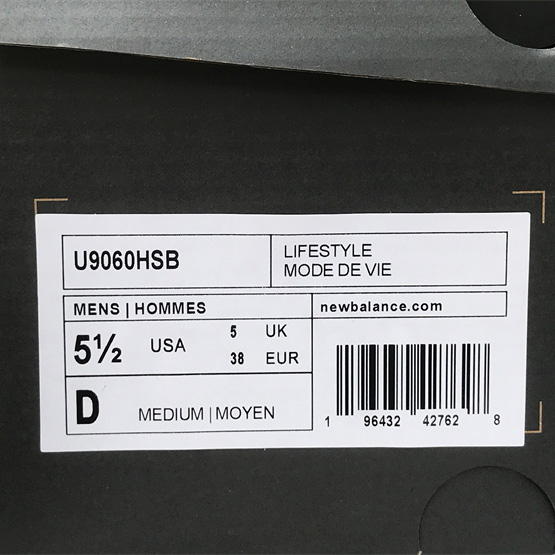 U9060HSB
LIFESTYLE
MODE DE VIE
MENS | HOMMES
newbalance.com
5½ USA 5 UK
38 EUR
D MEDIUM | MOYEN
1 96432 42762 8